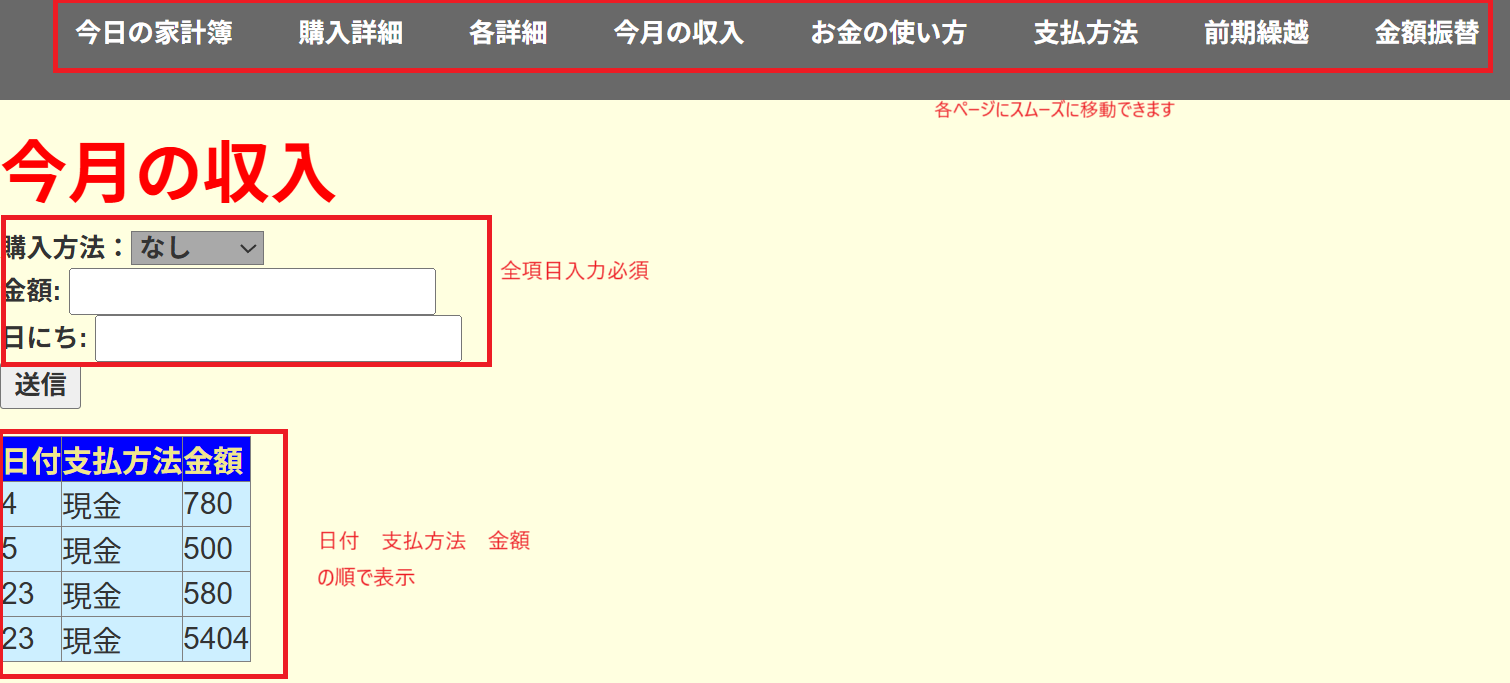 今日の家計簿 購入詳細 各詳細 今月の収入 お金の使い方 支払方法 前期繰越 金額振替
各ページにスムーズに移動できます
今月の収入
購入方法：なし
全項目入力必須
金額:
日にち:
送信
日付 支払方法 金額
4 現金 780
5 現金 500
23 現金 580
23 現金 5404
日付　支払方法　金額
の順で表示